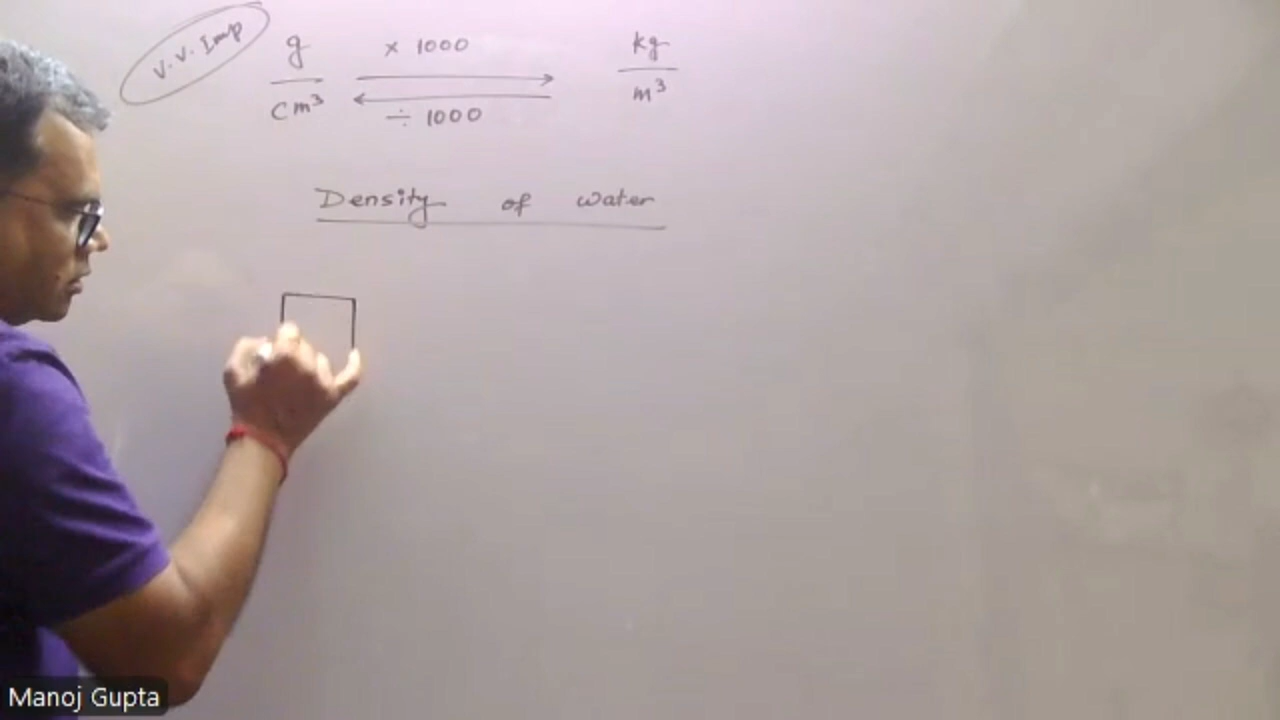 V.V. Imp
g × 1000 kg
cm³ ÷ 1000 m³
Density of water
Manoj Gupta